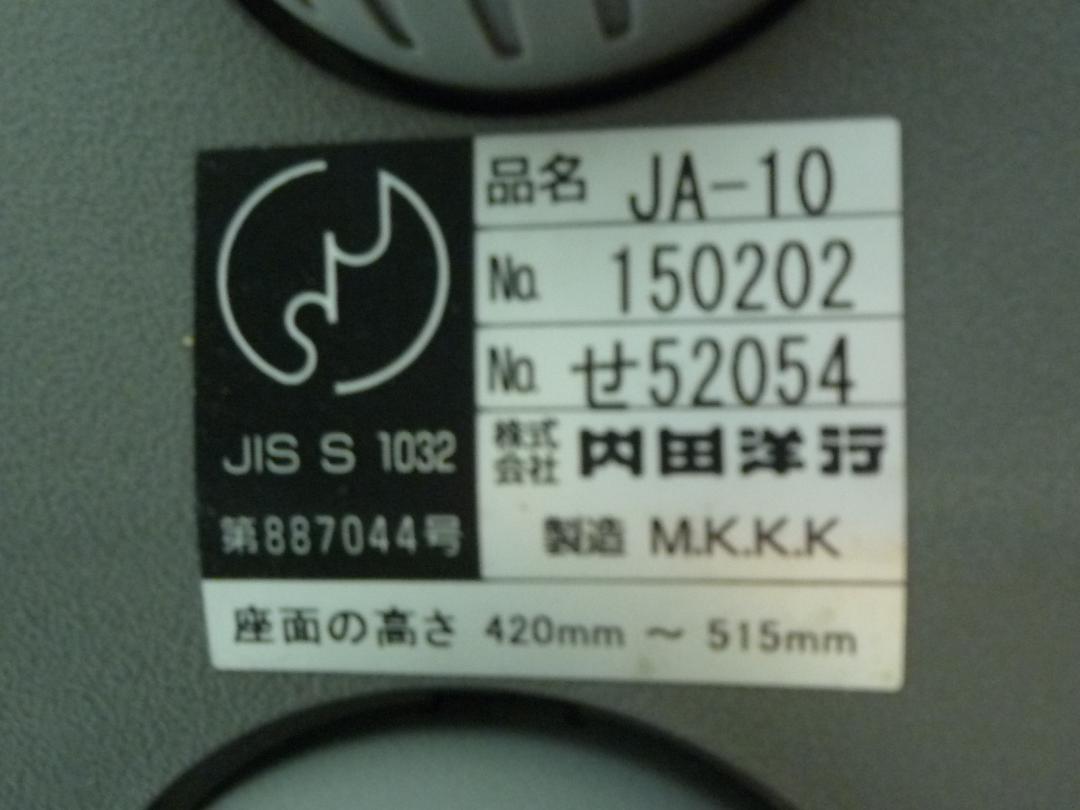 品名 JA-10
No. 150202
No. せ52054
株式会社 内田洋行
製造 M.K.K.K
JIS S 1032
第887044号
座面の高さ 420mm ~ 515mm